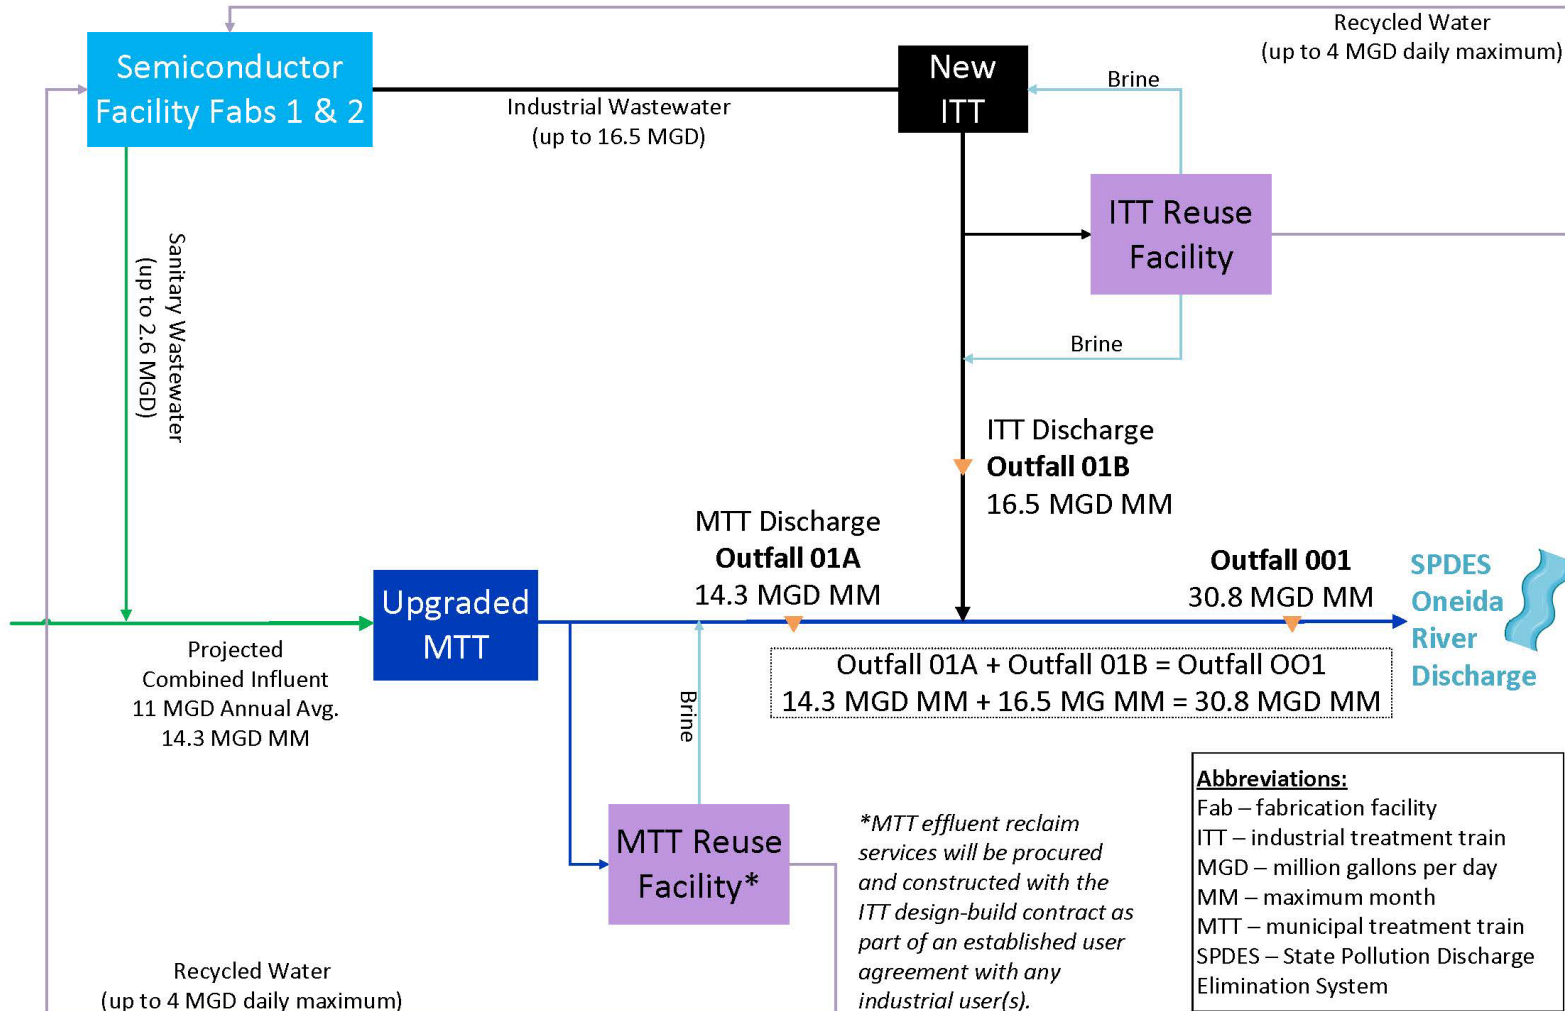 Recycled Water
(up to 4 MGD daily maximum)
Semiconductor
Facility Fabs 1 & 2
Industrial Wastewater
(up to 16.5 MGD)
New
ITT
Brine
ITT Reuse
Facility
Brine
Sanitary Wastewater
(up to 2.6 MGD)
ITT Discharge
Outfall 01B
16.5 MGD MM
MTT Discharge
Outfall 01A
14.3 MGD MM
Outfall 001
30.8 MGD MM
SPDES
Oneida
River
Discharge
Upgraded
MTT
Projected
Combined Influent
11 MGD Annual Avg.
14.3 MGD MM
Outfall 01A + Outfall 01B = Outfall OO1
14.3 MGD MM + 16.5 MG MM = 30.8 MGD MM
Brine
MTT Reuse
Facility*
*MTT effluent reclaim
services will be procured
and constructed with the
ITT design-build contract as
part of an established user
agreement with any
industrial user(s).
Abbreviations:
Fab – fabrication facility
ITT – industrial treatment train
MGD – million gallons per day
MM – maximum month
MTT – municipal treatment train
SPDES – State Pollution Discharge
Elimination System
Recycled Water
(up to 4 MGD daily maximum)